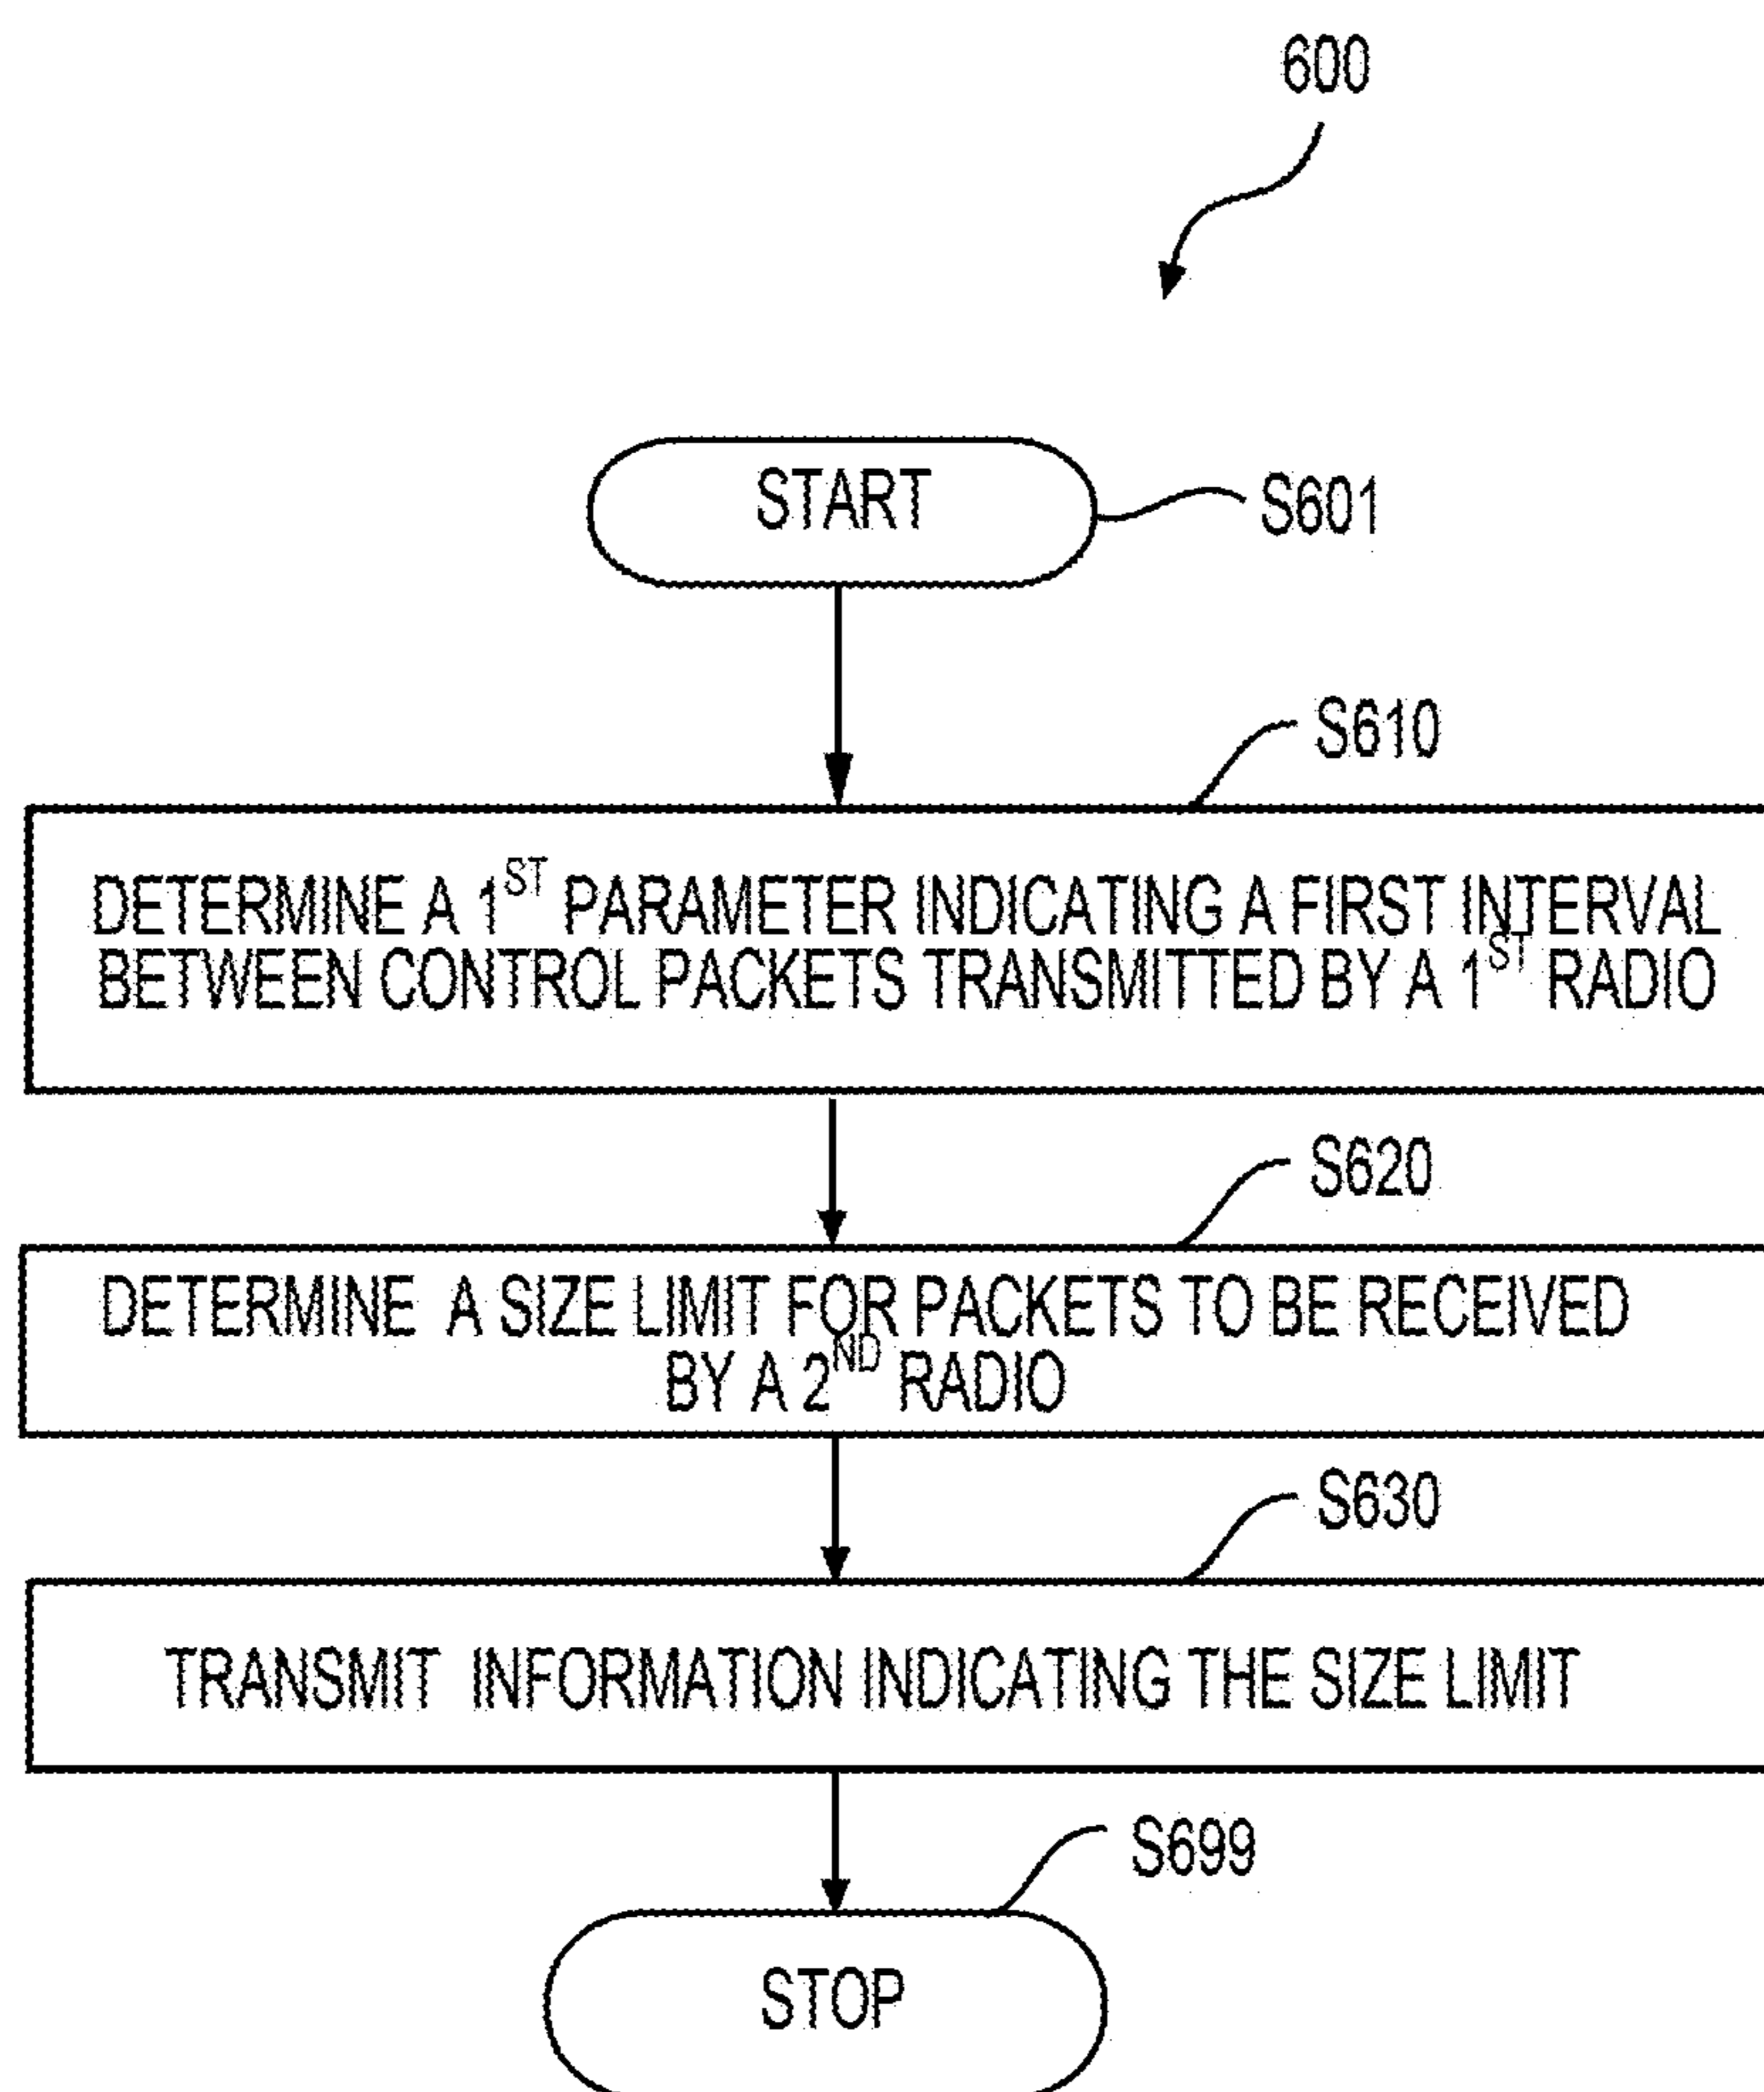 600
START
S601
S610
DETERMINE A 1ST PARAMETER INDICATING A FIRST INTERVAL
BETWEEN CONTROL PACKETS TRANSMITTED BY A 1ST RADIO
S620
DETERMINE A SIZE LIMIT FOR PACKETS TO BE RECEIVED
BY A 2ND RADIO
S630
TRANSMIT INFORMATION INDICATING THE SIZE LIMIT
S699
STOP